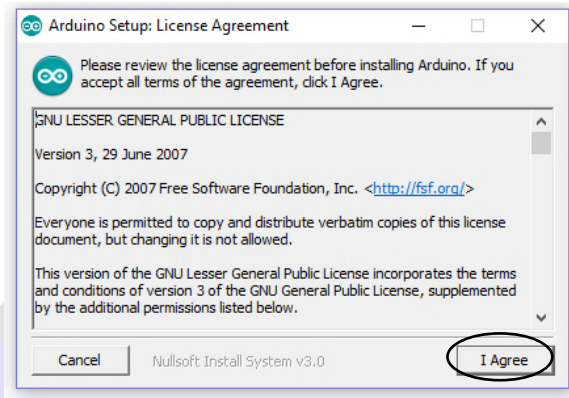 Arduino Setup: License Agreement
Please review the license agreement before installing Arduino. If you
accept all terms of the agreement, click I Agree.
GNU LESSER GENERAL PUBLIC LICENSE
Version 3, 29 June 2007
Copyright (C) 2007 Free Software Foundation, Inc. <http://fsf.org/>
Everyone is permitted to copy and distribute verbatim copies of this license
document, but changing it is not allowed.
This version of the GNU Lesser General Public License incorporates the terms
and conditions of version 3 of the GNU General Public License, supplemented
by the additional permissions listed below.
Cancel
Nullsoft Install System v3.0
I Agree